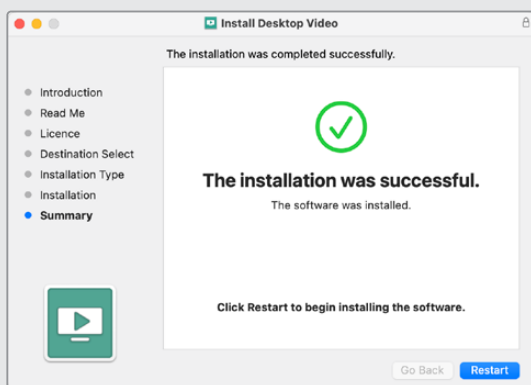 Install Desktop Video
The installation was completed successfully.
Introduction
Read Me
Licence
Destination Select
Installation Type
Installation
Summary
The installation was successful.
The software was installed.
Click Restart to begin installing the software.
Go Back
Restart